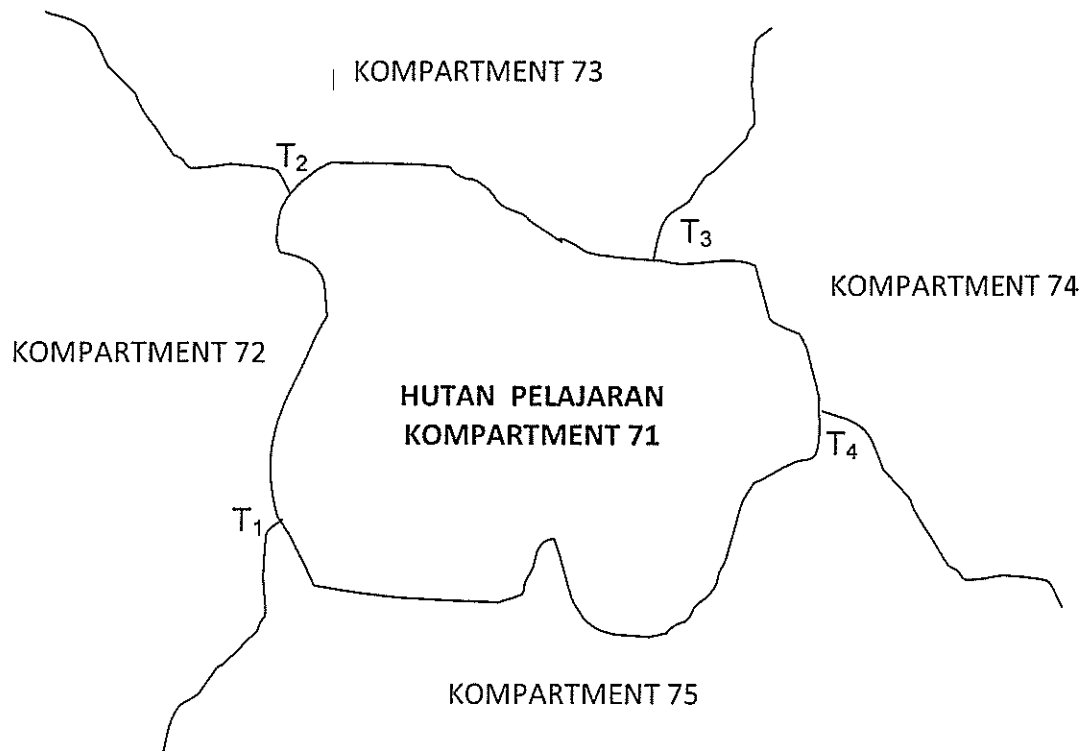 KOMPARTMENT 73
T₂
T₃
KOMPARTMENT 74
KOMPARTMENT 72
HUTAN PELAJARAN
KOMPARTMENT 71
T₄
T₁
KOMPARTMENT 75